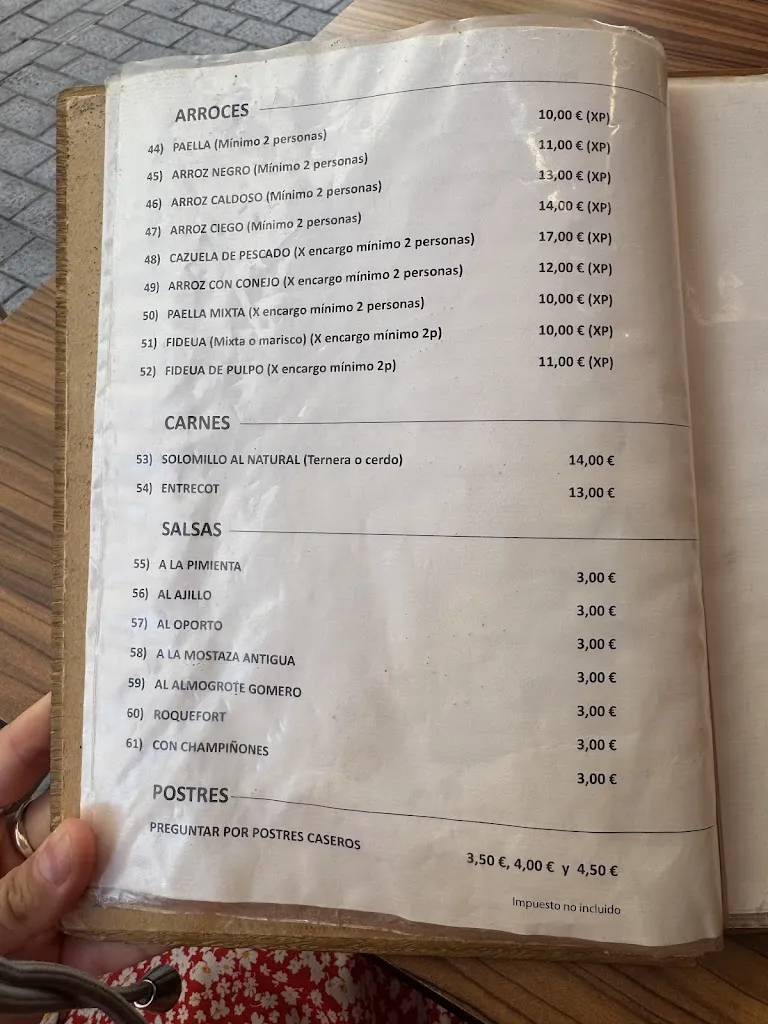 ARROCES
44) PAELLA (Mínimo 2 personas) 10,00 € (XP)
45) ARROZ NEGRO (Mínimo 2 personas) 11,00 € (XP)
46) ARROZ CALDOSO (Mínimo 2 personas) 13,00 € (XP)
47) ARROZ CIEGO (Mínimo 2 personas) 14,00 € (XP)
48) CAZUELA DE PESCADO (X encargo mínimo 2 personas) 17,00 € (XP)
49) ARROZ CON CONEJO (X encargo mínimo 2 personas) 12,00 € (XP)
50) PAELLA MIXTA (X encargo mínimo 2 personas) 10,00 € (XP)
51) FIDEUA (Mixta o marisco) (X encargo mínimo 2p) 10,00 € (XP)
52) FIDEUA DE PULPO (X encargo mínimo 2p) 11,00 € (XP)
CARNES
53) SOLOMILLO AL NATURAL (Ternera o cerdo) 14,00 €
54) ENTRECOT 13,00 €
SALSAS
55) A LA PIMIENTA 3,00 €
56) AL AJILLO 3,00 €
57) AL OPORTO 3,00 €
58) A LA MOSTAZA ANTIGUA 3,00 €
59) AL ALMOGROTE GOMERO 3,00 €
60) ROQUEFORT 3,00 €
61) CON CHAMPIÑONES 3,00 €
POSTRES
PREGUNTAR POR POSTRES CASEROS 3,50 €, 4,00 € y 4,50 €
Impuesto no incluido